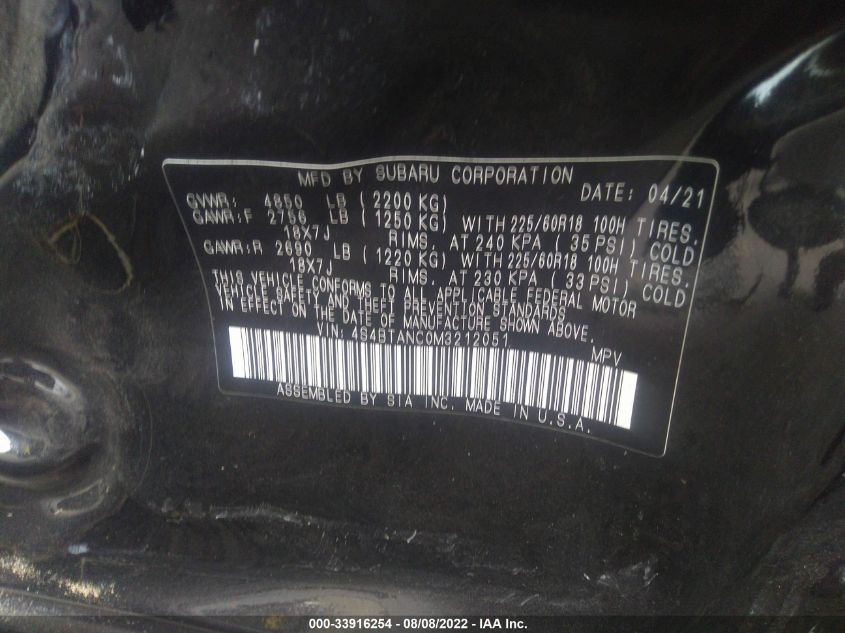 MFD BY SUBARU CORPORATION DATE: 04/21
GVWR: 4850 LB (2200 KG)
GAWR:F 2756 LB (1250 KG) WITH 225/60R18 100H TIRES,
18X7J RIMS, AT 240 KPA (35 PSI) COLD
GAWR:R 2690 LB (1220 KG) WITH 225/60R18 100H TIRES,
18X7J RIMS, AT 230 KPA (33 PSI) COLD
THIS VEHICLE CONFORMS TO ALL APPLICABLE FEDERAL MOTOR
VEHICLE SAFETY AND THEFT PREVENTION STANDARDS
IN EFFECT ON THE DATE OF MANUFACTURE SHOWN ABOVE.
VIN: 4S4BTANC0M3212051 MPV
ASSEMBLED BY SIA INC. MADE IN U.S.A.
000-33916254 - 08/08/2022 - IAA Inc.